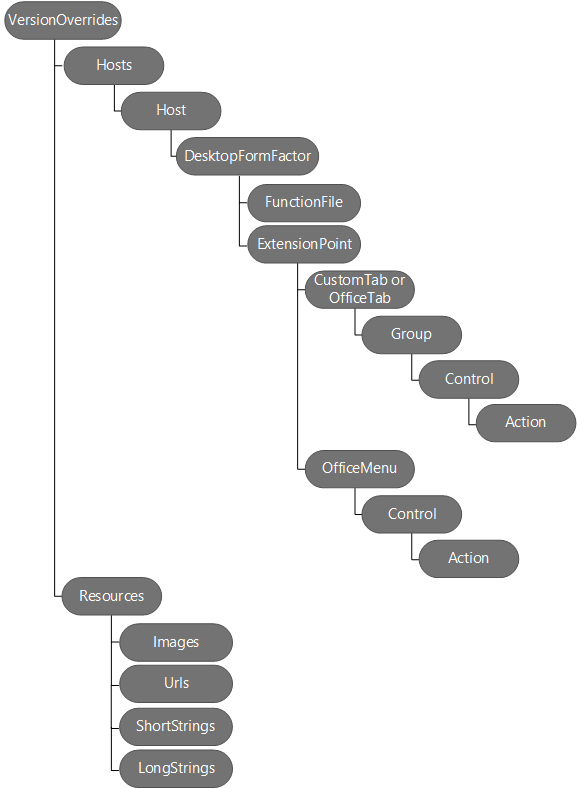 VersionOverrides
Hosts
Host
DesktopFormFactor
FunctionFile
ExtensionPoint
CustomTab or
OfficeTab
Group
Control
Action
OfficeMenu
Control
Action
Resources
Images
Urls
ShortStrings
LongStrings